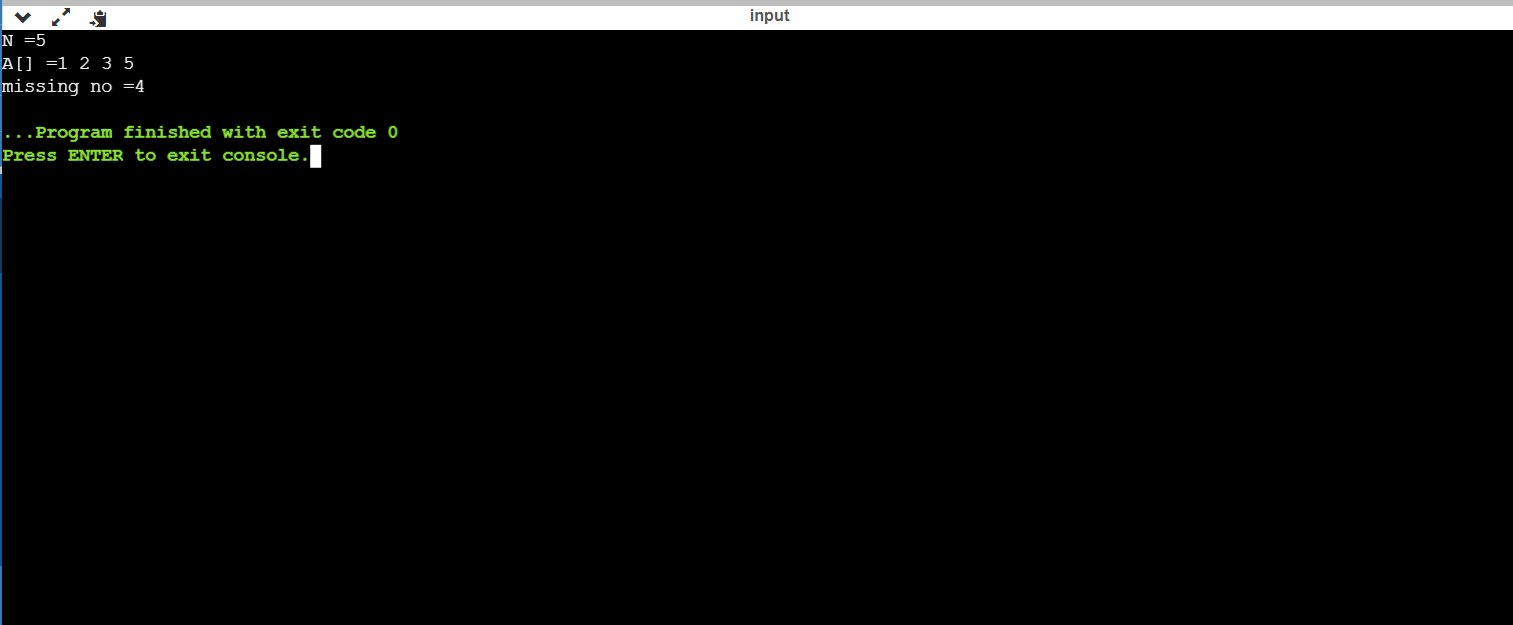 input
N =5
A[] =1 2 3 5
missing no =4
...Program finished with exit code 0
Press ENTER to exit console.